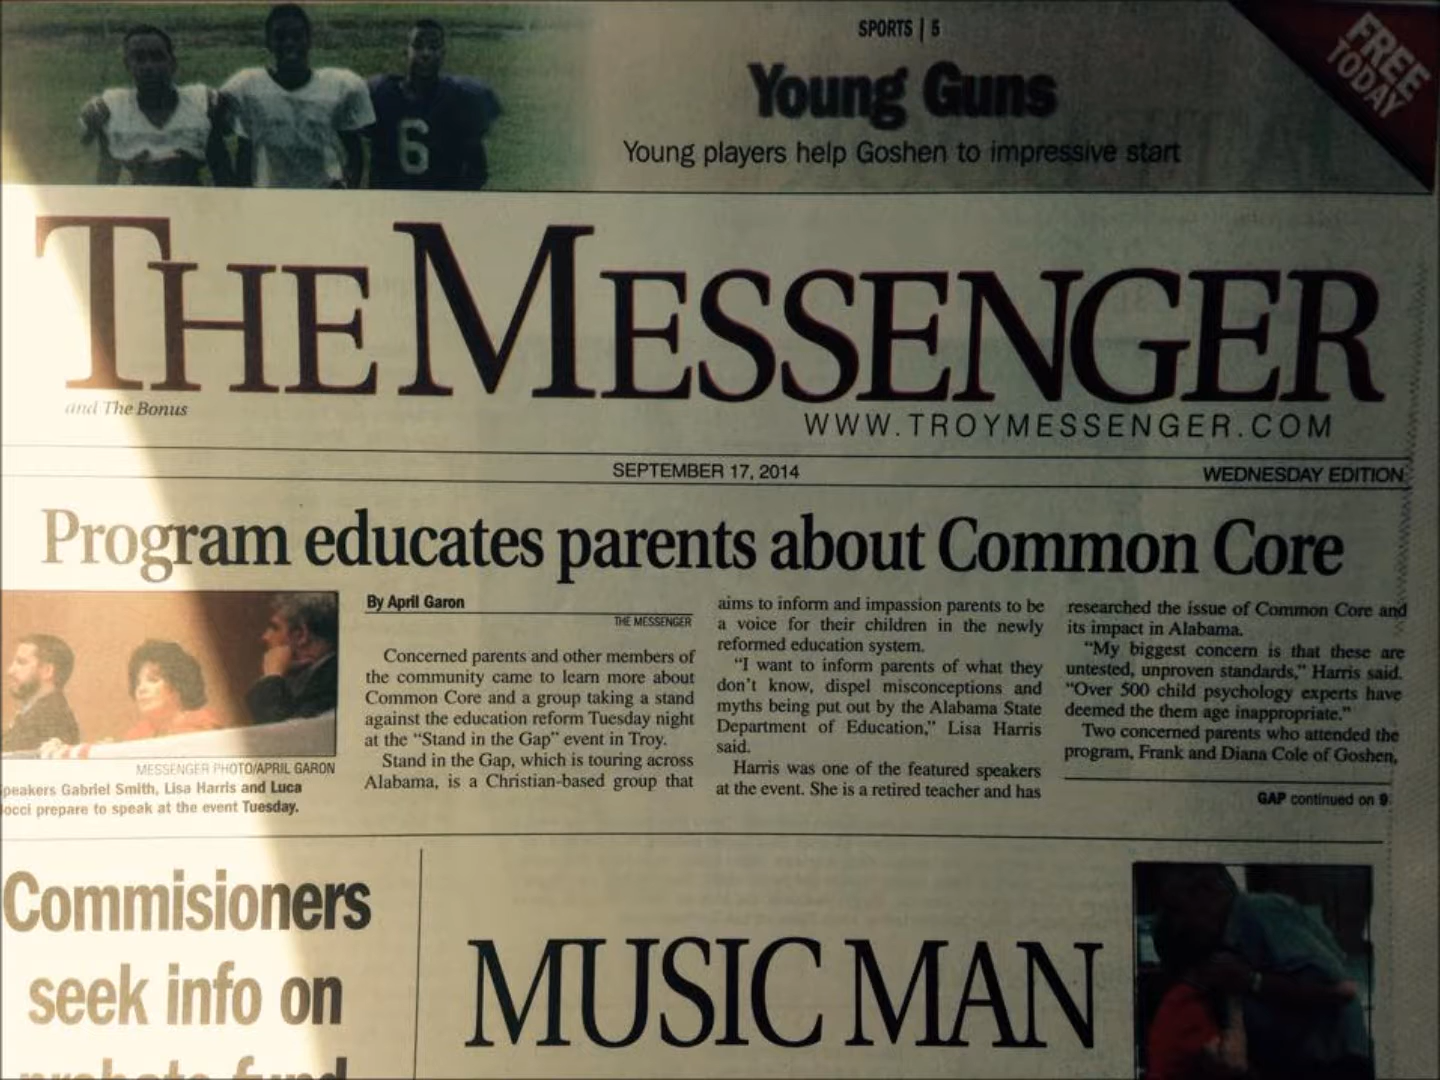 SPORTS | 5
Young Guns
Young players help Goshen to impressive start
FREE
TODAY
6
THE MESSENGER
and The Bonus
WWW.TROYMESSENGER.COM
SEPTEMBER 17, 2014
WEDNESDAY EDITION
Program educates parents about Common Core
MESSENGER PHOTO/APRIL GARON
peakers Gabriel Smith, Lisa Harris and Luca
occi prepare to speak at the event Tuesday.
By April Garon
THE MESSENGER
Concerned parents and other members of
the community came to learn more about
Common Core and a group taking a stand
against the education reform Tuesday night
at the “Stand in the Gap” event in Troy.
Stand in the Gap, which is touring across
Alabama, is a Christian-based group that
aims to inform and impassion parents to be
a voice for their children in the newly
reformed education system.
“I want to inform parents of what they
don’t know, dispel misconceptions and
myths being put out by the Alabama State
Department of Education,” Lisa Harris
said.
Harris was one of the featured speakers
at the event. She is a retired teacher and has
researched the issue of Common Core and
its impact in Alabama.
“My biggest concern is that these are
untested, unproven standards,” Harris said.
“Over 500 child psychology experts have
deemed the them age inappropriate.”
Two concerned parents who attended the
program, Frank and Diana Cole of Goshen,
GAP continued on 9
Commisioners
seek info on
probate fund
MUSIC MAN